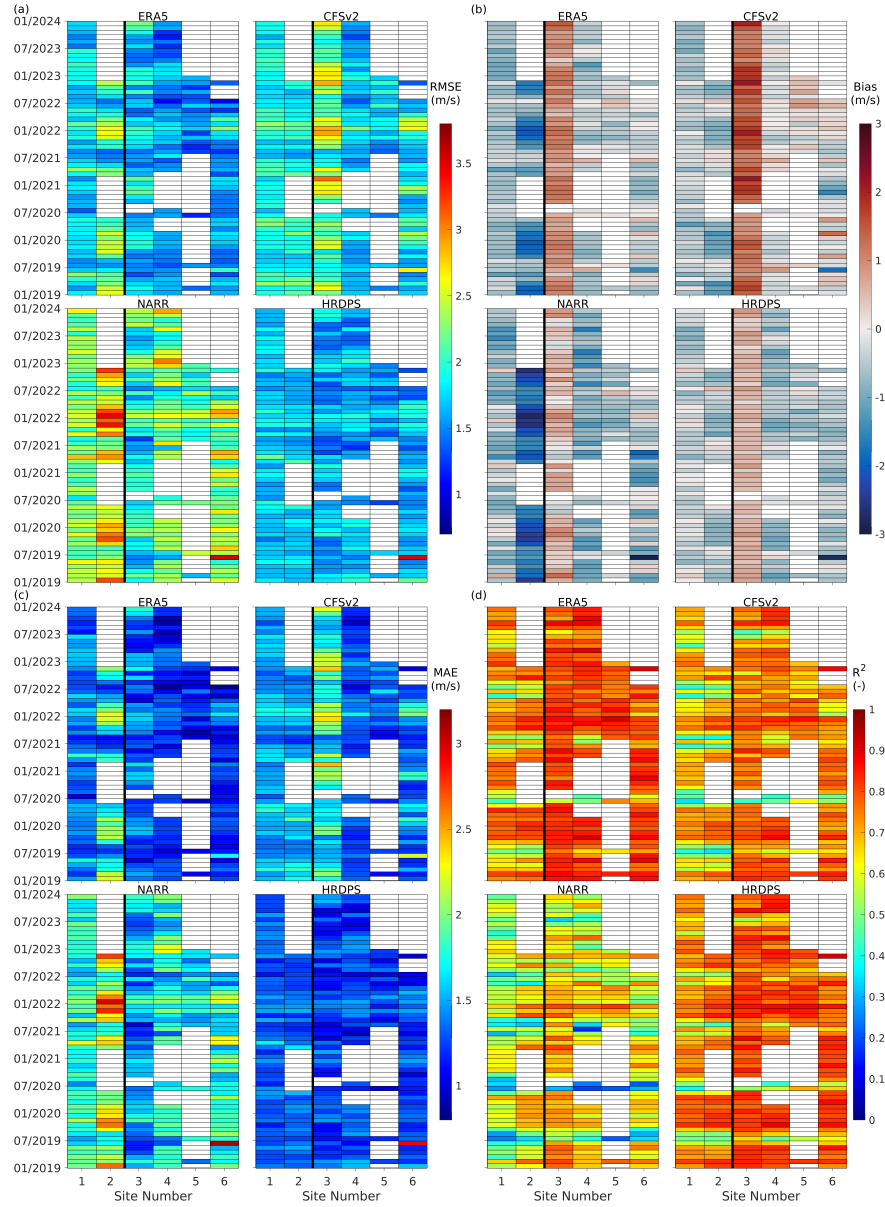 (a)
ERA5
CFSv2
01/2024
07/2023
01/2023
07/2022
01/2022
07/2021
01/2021
07/2020
01/2020
07/2019
01/2019
NARR
HRDPS
01/2024
07/2023
01/2023
07/2022
01/2022
07/2021
01/2021
07/2020
01/2020
07/2019
01/2019
RMSE
(m/s)
3.5
3
2.5
2
1.5
1
(b)
ERA5
CFSv2
NARR
HRDPS
Bias
(m/s)
3
2
1
0
-1
-2
-3
(c)
ERA5
CFSv2
01/2024
07/2023
01/2023
07/2022
01/2022
07/2021
01/2021
07/2020
01/2020
07/2019
01/2019
NARR
HRDPS
01/2024
07/2023
01/2023
07/2022
01/2022
07/2021
01/2021
07/2020
01/2020
07/2019
01/2019
1 2 3 4 5 6
Site Number
1 2 3 4 5 6
Site Number
MAE
(m/s)
3
2.5
2
1.5
1
(d)
ERA5
CFSv2
NARR
HRDPS
1 2 3 4 5 6
Site Number
1 2 3 4 5 6
Site Number
R²
(-)
1
0.9
0.8
0.7
0.6
0.5
0.4
0.3
0.2
0.1
0